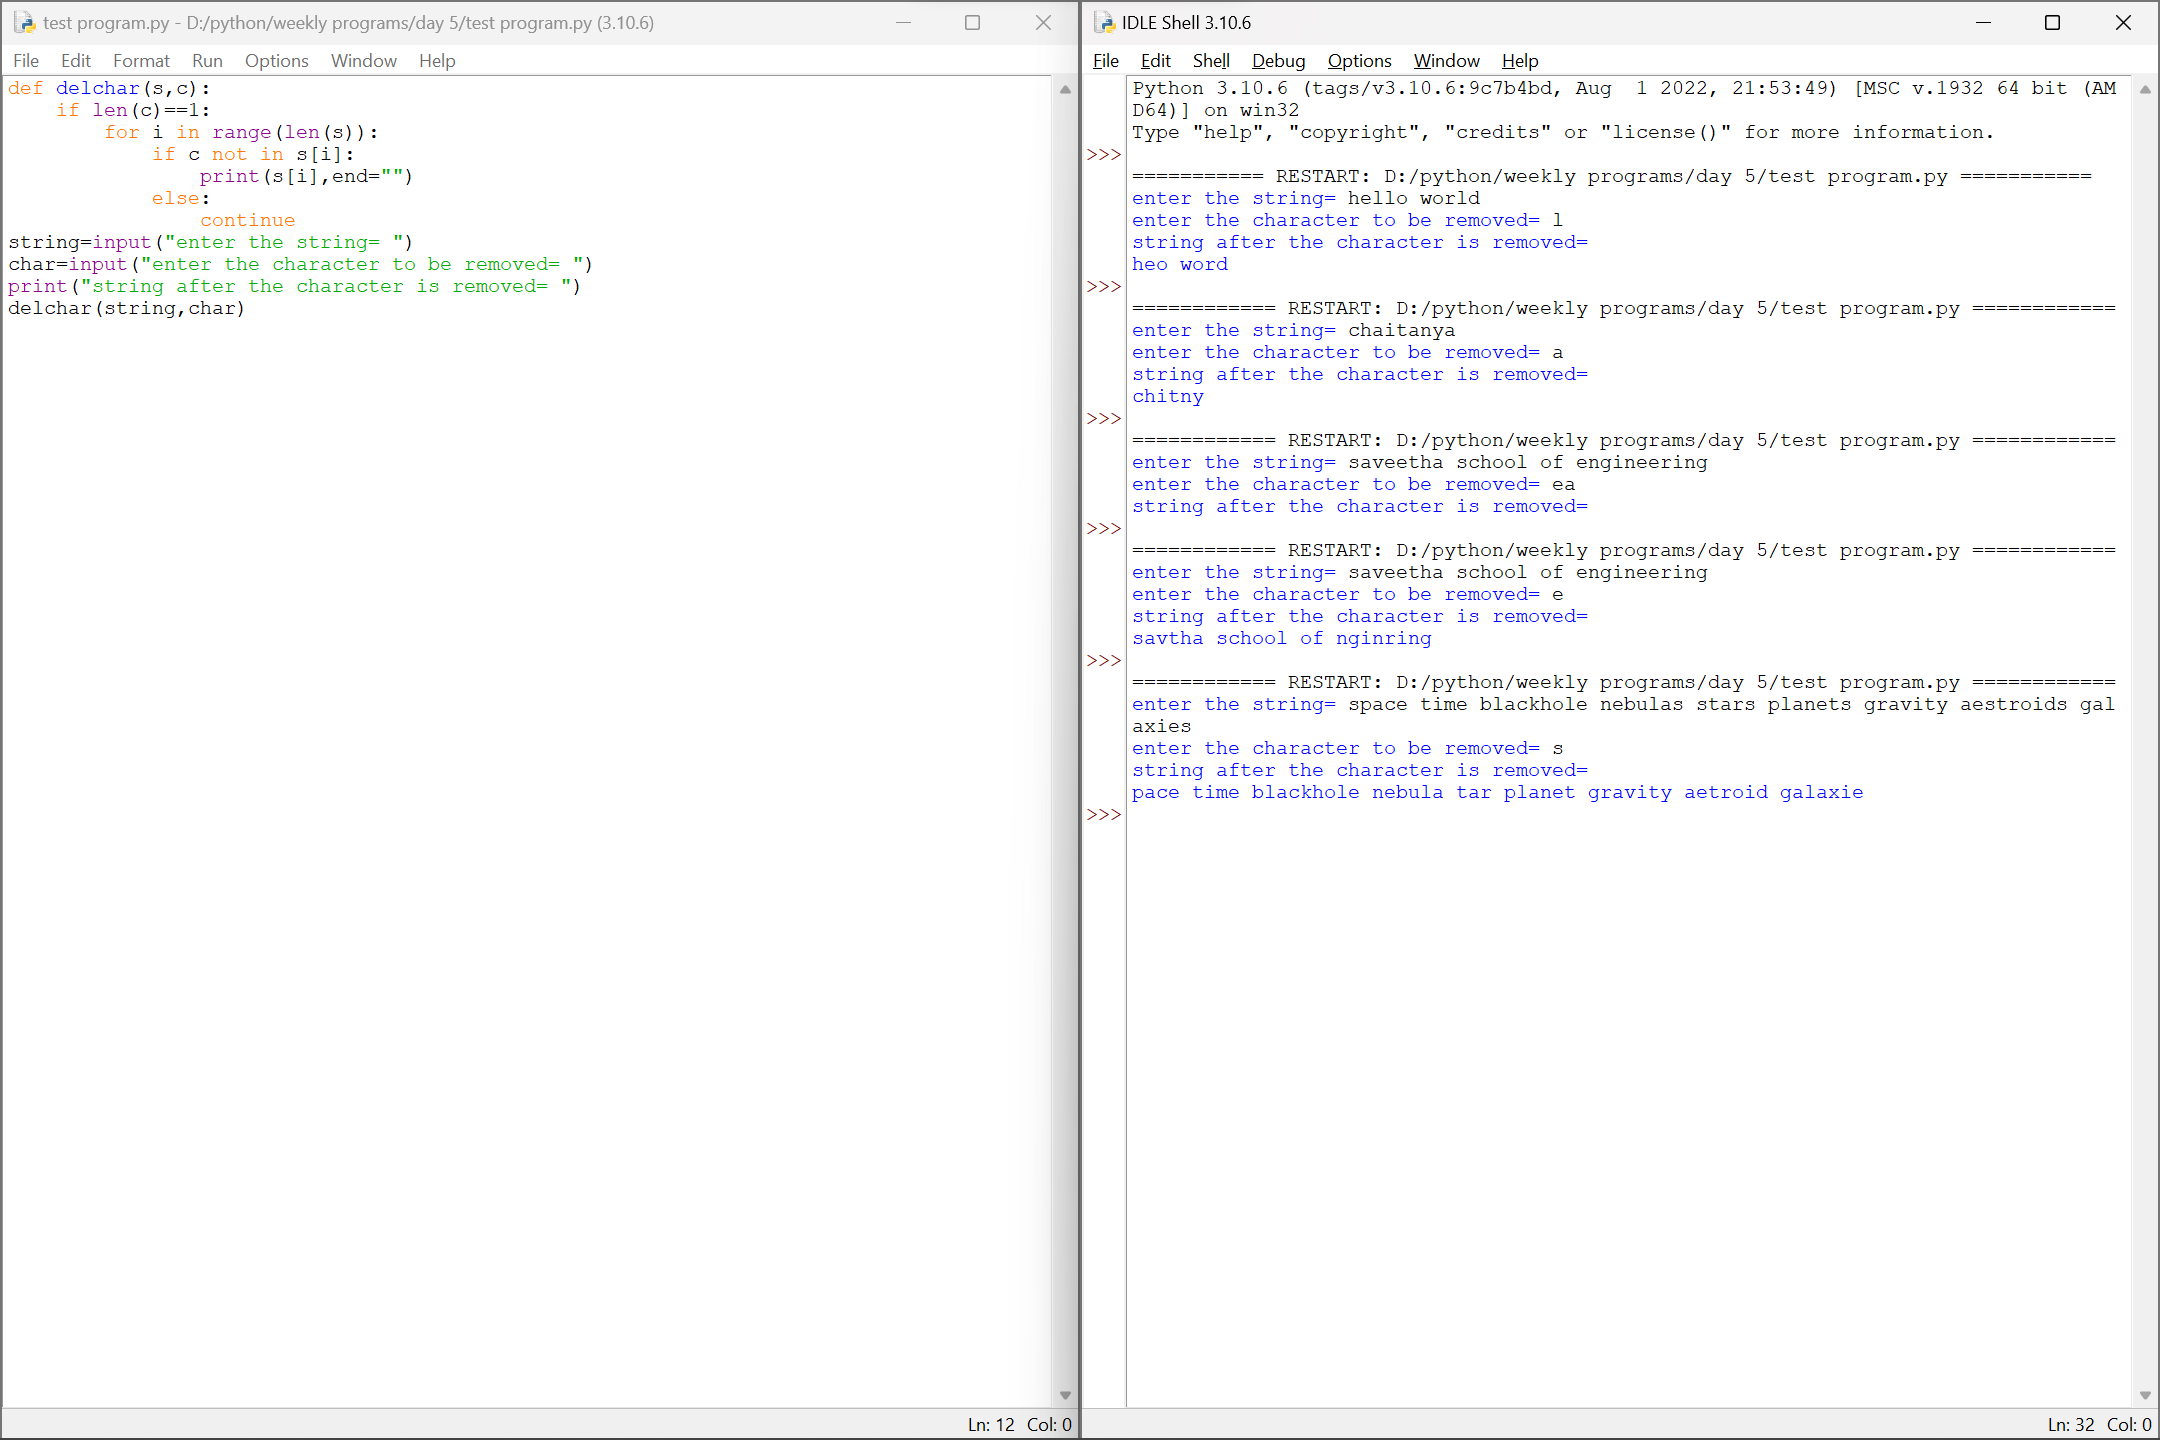 test program.py - D:/python/weekly programs/day 5/test program.py (3.10.6)
File Edit Format Run Options Window Help
def delchar(s,c):
    if len(c)==1:
        for i in range(len(s)):
            if c not in s[i]:
                print(s[i],end="")
            else:
                continue
string=input("enter the string= ")
char=input("enter the character to be removed= ")
print("string after the character is removed= ")
delchar(string,char)
Ln: 12 Col: 0
IDLE Shell 3.10.6
File Edit Shell Debug Options Window Help
Python 3.10.6 (tags/v3.10.6:9c7b4bd, Aug  1 2022, 21:53:49) [MSC v.1932 64 bit (AM
D64)] on win32
Type "help", "copyright", "credits" or "license()" for more information.
>>>
=========== RESTART: D:/python/weekly programs/day 5/test program.py ===========
enter the string= hello world
enter the character to be removed= l
string after the character is removed=
heo word
>>>
============ RESTART: D:/python/weekly programs/day 5/test program.py ============
enter the string= chaitanya
enter the character to be removed= a
string after the character is removed=
chitny
>>>
============ RESTART: D:/python/weekly programs/day 5/test program.py ============
enter the string= saveetha school of engineering
enter the character to be removed= ea
string after the character is removed=
>>>
============ RESTART: D:/python/weekly programs/day 5/test program.py ============
enter the string= saveetha school of engineering
enter the character to be removed= e
string after the character is removed=
savtha school of nginring
>>>
============ RESTART: D:/python/weekly programs/day 5/test program.py ============
enter the string= space time blackhole nebulas stars planets gravity aestroids gal
axies
enter the character to be removed= s
string after the character is removed=
pace time blackhole nebula tar planet gravity aetroid galaxie
>>>
Ln: 32 Col: 0